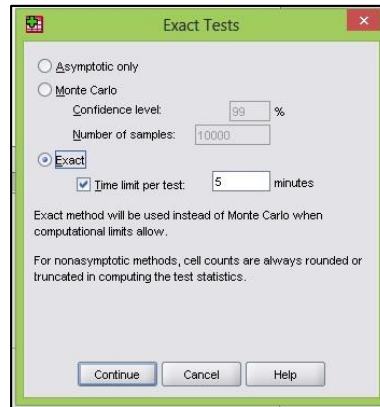 Exact Tests
x
Asymptotic only
Monte Carlo
Confidence level: 99 %
Number of samples: 10000
Exact
Time limit per test: 5 minutes
Exact method will be used instead of Monte Carlo when
computational limits allow.
For nonasymptotic methods, cell counts are always rounded or
truncated in computing the test statistics.
Continue Cancel Help